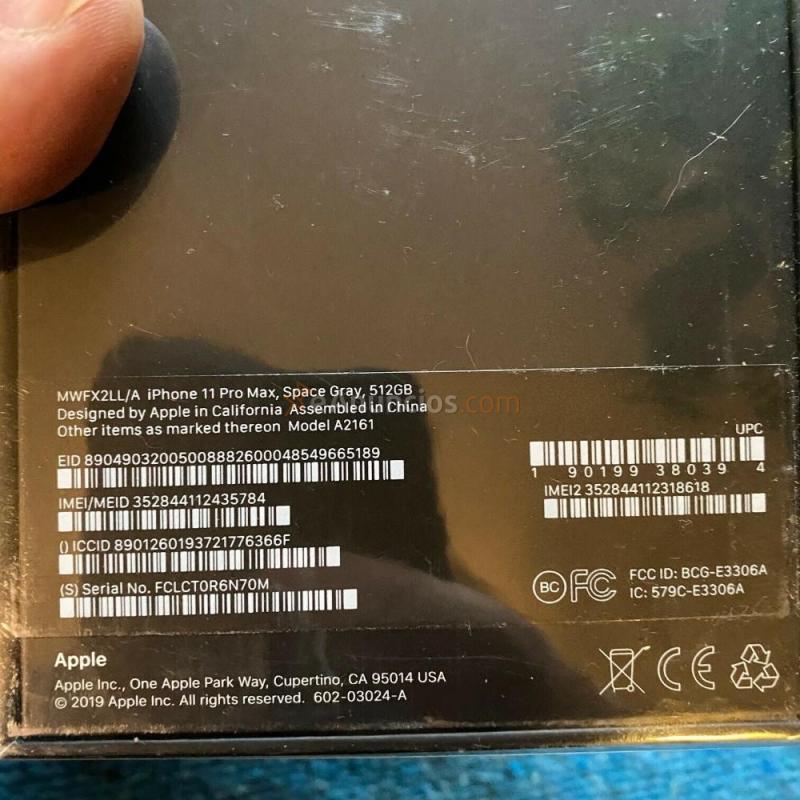 MWFX2LL/A iPhone 11 Pro Max, Space Gray, 512GB
Designed by Apple in California Assembled in China
Other items as marked thereon Model A2161
EID 89049032005008882600048549665189
IMEI/MEID 352844112435784
() ICCID 8901260193721776366F
(S) Serial No. FCLCT0R6N70M
UPC
1 90199 38039 4
IMEI2 352844112318618
BC FC
FCC ID: BCG-E3306A
IC: 579C-E3306A
Apple
Apple Inc., One Apple Park Way, Cupertino, CA 95014 USA
© 2019 Apple Inc. All rights reserved. 602-03024-A
CE